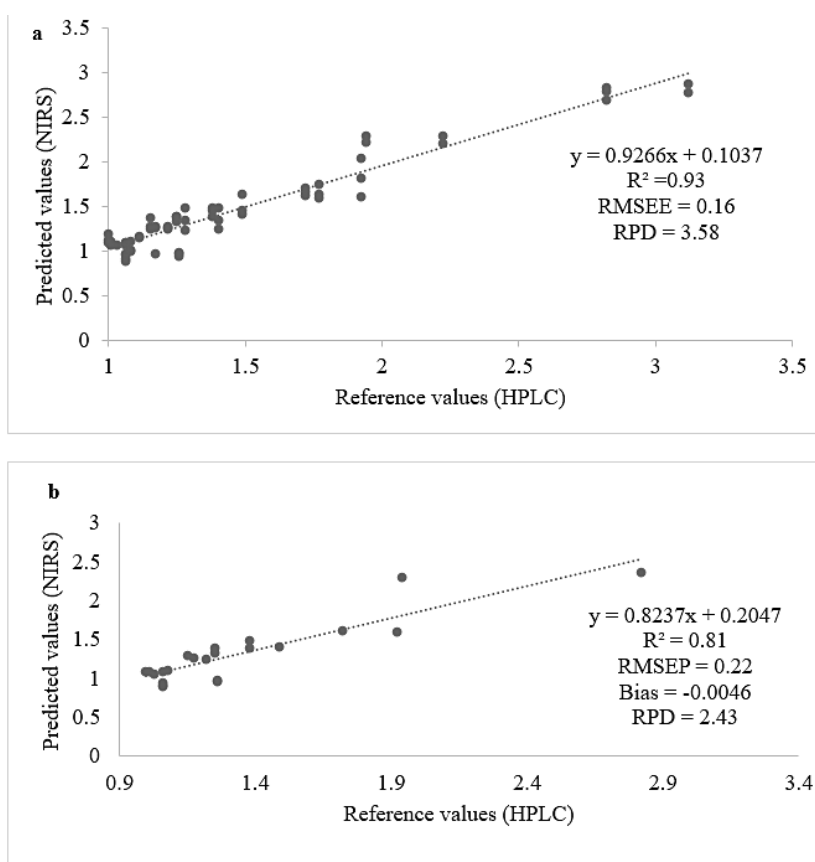 a
3.5
3
2.5
2
1.5
1
0.5
0
Predicted values (NIRS)
y = 0.9266x + 0.1037
R² =0.93
RMSEE = 0.16
RPD = 3.58
1 1.5 2 2.5 3 3.5
Reference values (HPLC)
b
3
2.5
2
1.5
1
0.5
0
Predicted values (NIRS)
y = 0.8237x + 0.2047
R² = 0.81
RMSEP = 0.22
Bias = -0.0046
RPD = 2.43
0.9 1.4 1.9 2.4 2.9 3.4
Reference values (HPLC)